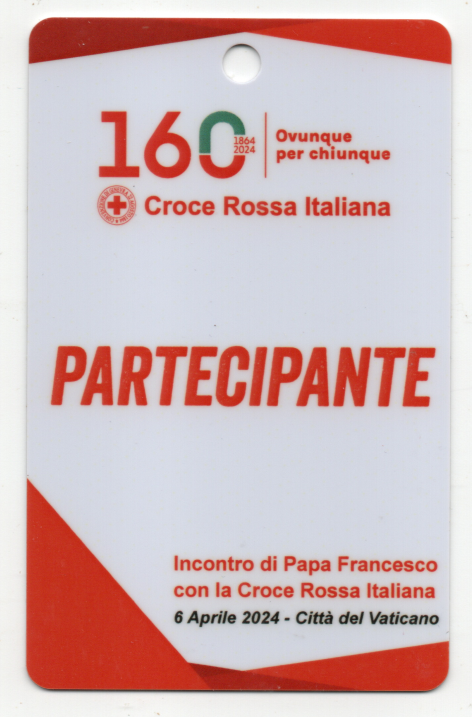 160
1864
2024
Ovunque
per chiunque
Croce Rossa Italiana
PARTECIPANTE
Incontro di Papa Francesco
con la Croce Rossa Italiana
6 Aprile 2024 - Città del Vaticano